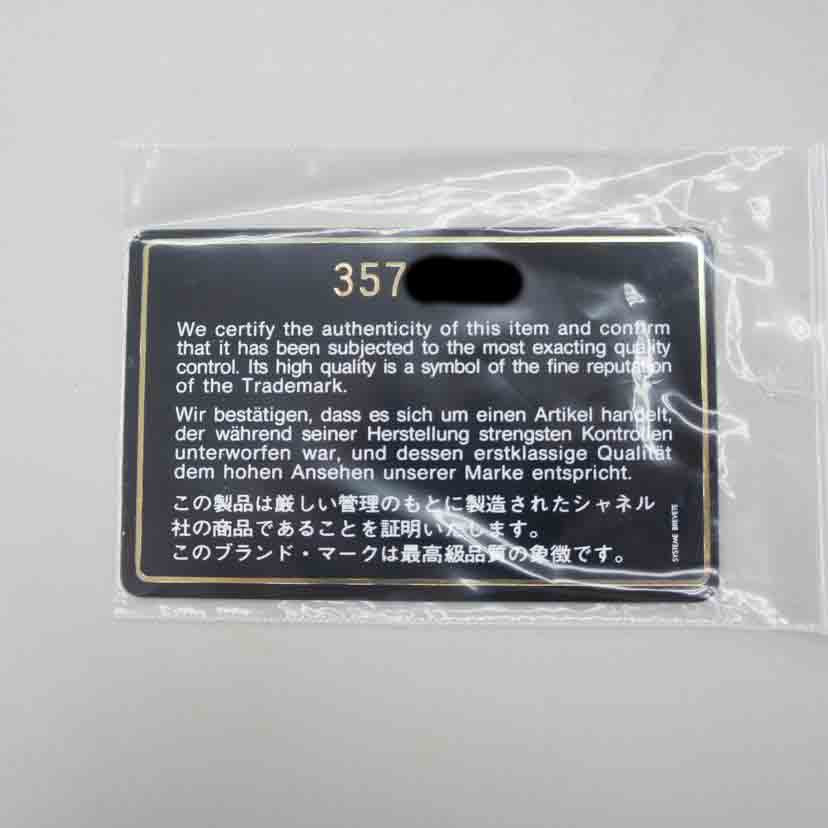 357
We certify the authenticity of this item and confirm
that it has been subjected to the most exacting quality
control. Its high quality is a symbol of the fine reputation
of the Trademark.
Wir bestätigen, dass es sich um einen Artikel handelt,
der während seiner Herstellung strengsten Kontrollen
unterworfen war, und dessen erstklassige Qualität
dem hohen Ansehen unserer Marke entspricht.
この製品は厳しい管理のもとに製造されたシャネル
社の商品であることを証明いたします。
このブランド・マークは最高級品質の象徴です。
SYSTEME BREVETE